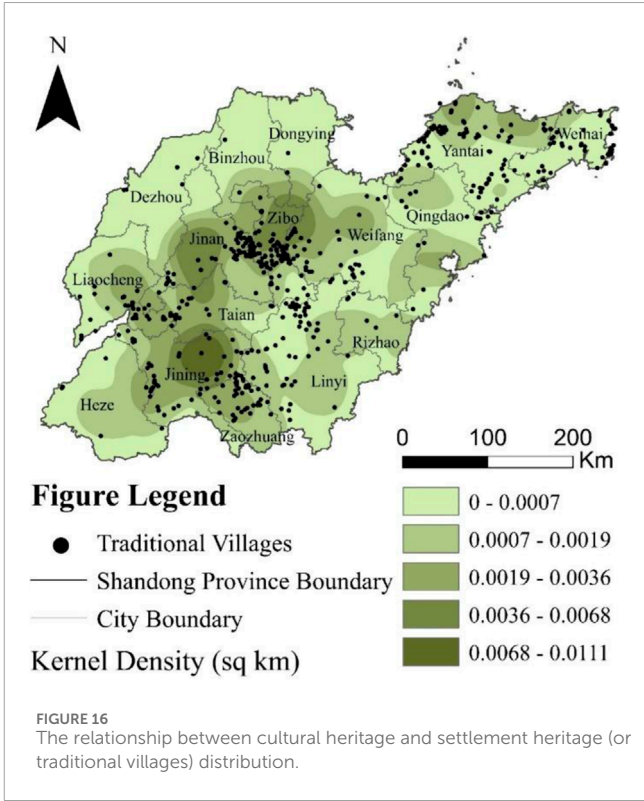 N
Dongying
Binzhou
Weihai
Yantai
Dezhou
Zibo
Qingdao
Jinan
Weifang
Liaocheng
Taian
Rizhao
Jining
Linyi
Heze
Zaozhuang
0 100 200
Km
Figure Legend
Traditional Villages
Shandong Province Boundary
City Boundary
Kernel Density (sq km)
0 - 0.0007
0.0007 - 0.0019
0.0019 - 0.0036
0.0036 - 0.0068
0.0068 - 0.0111
FIGURE 16
The relationship between cultural heritage and settlement heritage (or
traditional villages) distribution.